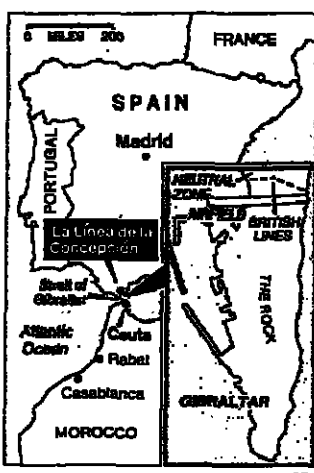 0 MILES 200
FRANCE
SPAIN
Madrid
PORTUGAL
NEUTRAL
ZONE
AIRFIELD
BRITISH
LINES
La Línea de la
Concepción
Strait of
Gibraltar
THE ROCK
Atlantic
Ocean
Ceuta
Rabat
Casablanca
GIBRALTAR
MOROCCO